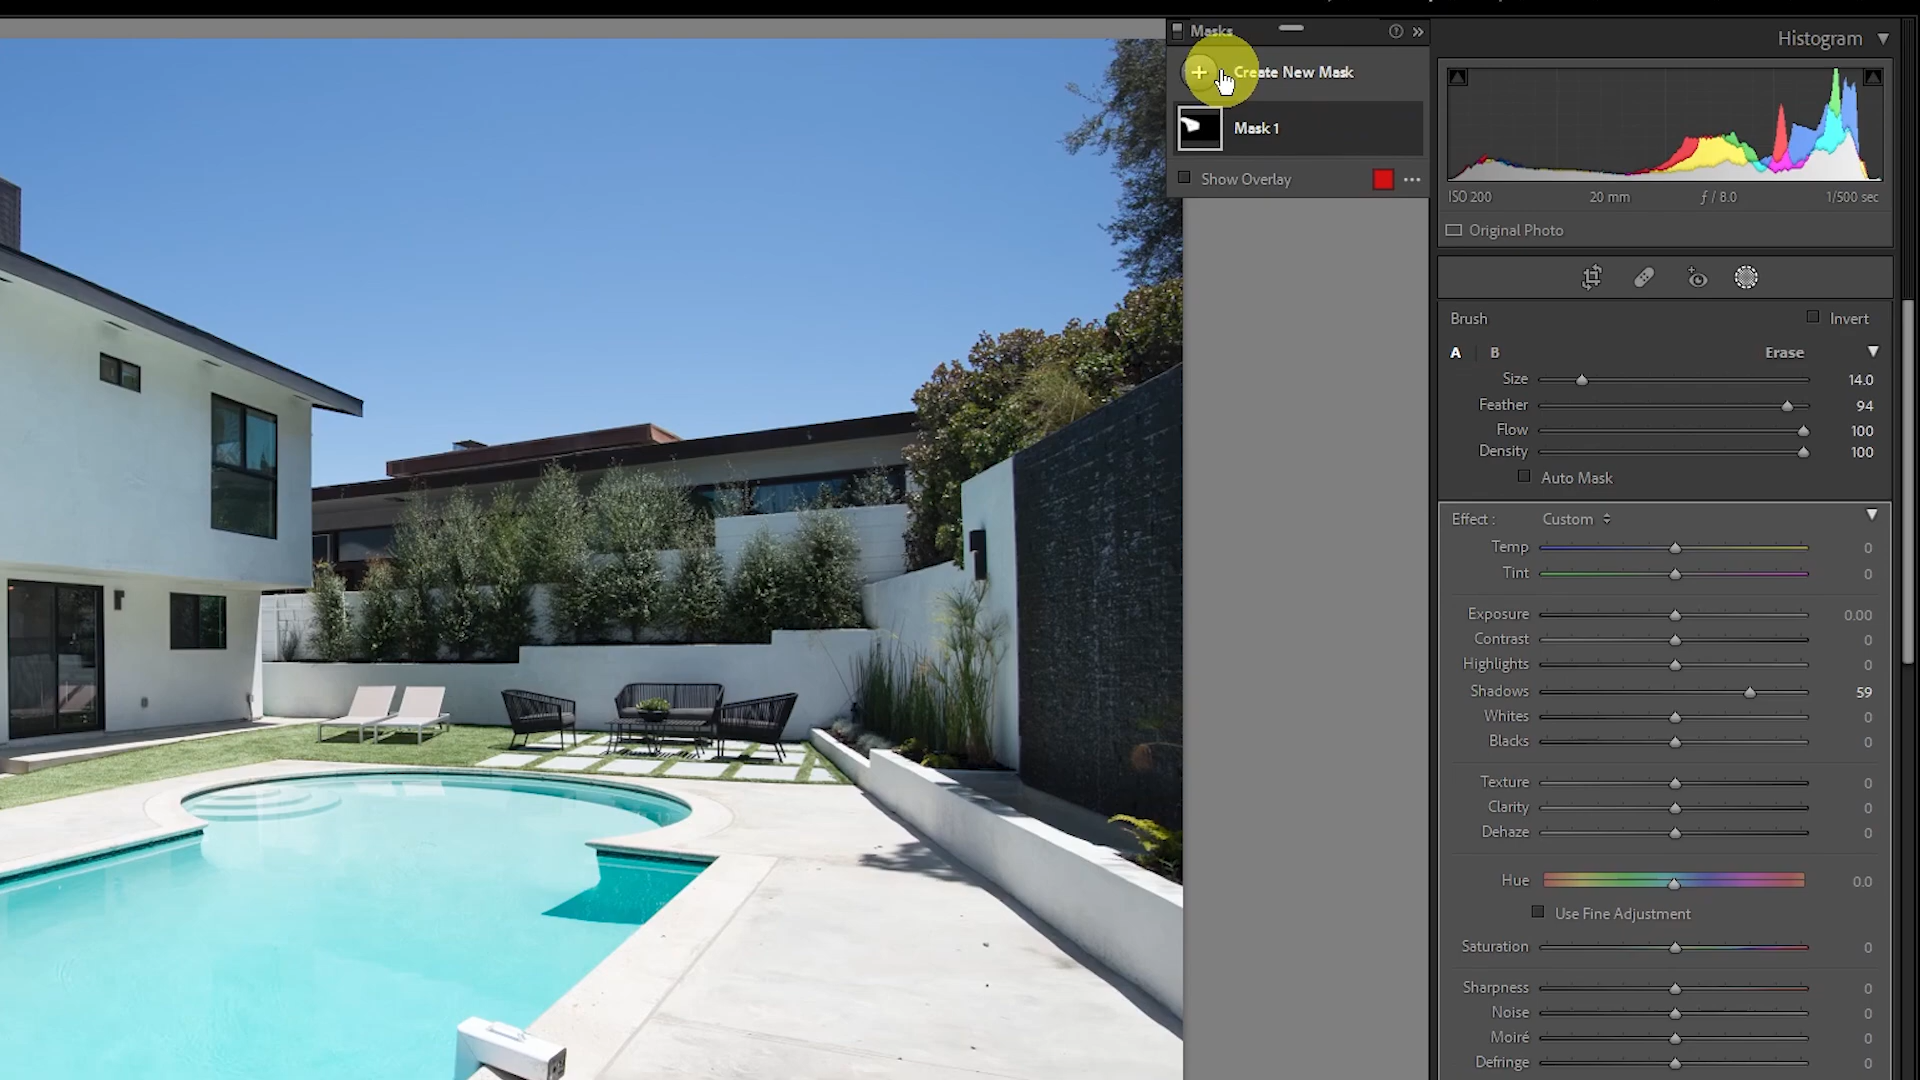 Masks
Create New Mask
Mask 1
Show Overlay
Histogram
ISO 200 20 mm ƒ / 8.0 1/500 sec
Original Photo
Brush Invert
A B Erase
Size 14.0
Feather 94
Flow 100
Density 100
Auto Mask
Effect : Custom
Temp 0
Tint 0
Exposure 0.00
Contrast 0
Highlights 0
Shadows 59
Whites 0
Blacks 0
Texture 0
Clarity 0
Dehaze 0
Hue 0.0
Use Fine Adjustment
Saturation 0
Sharpness 0
Noise 0
Moiré 0
Defringe 0